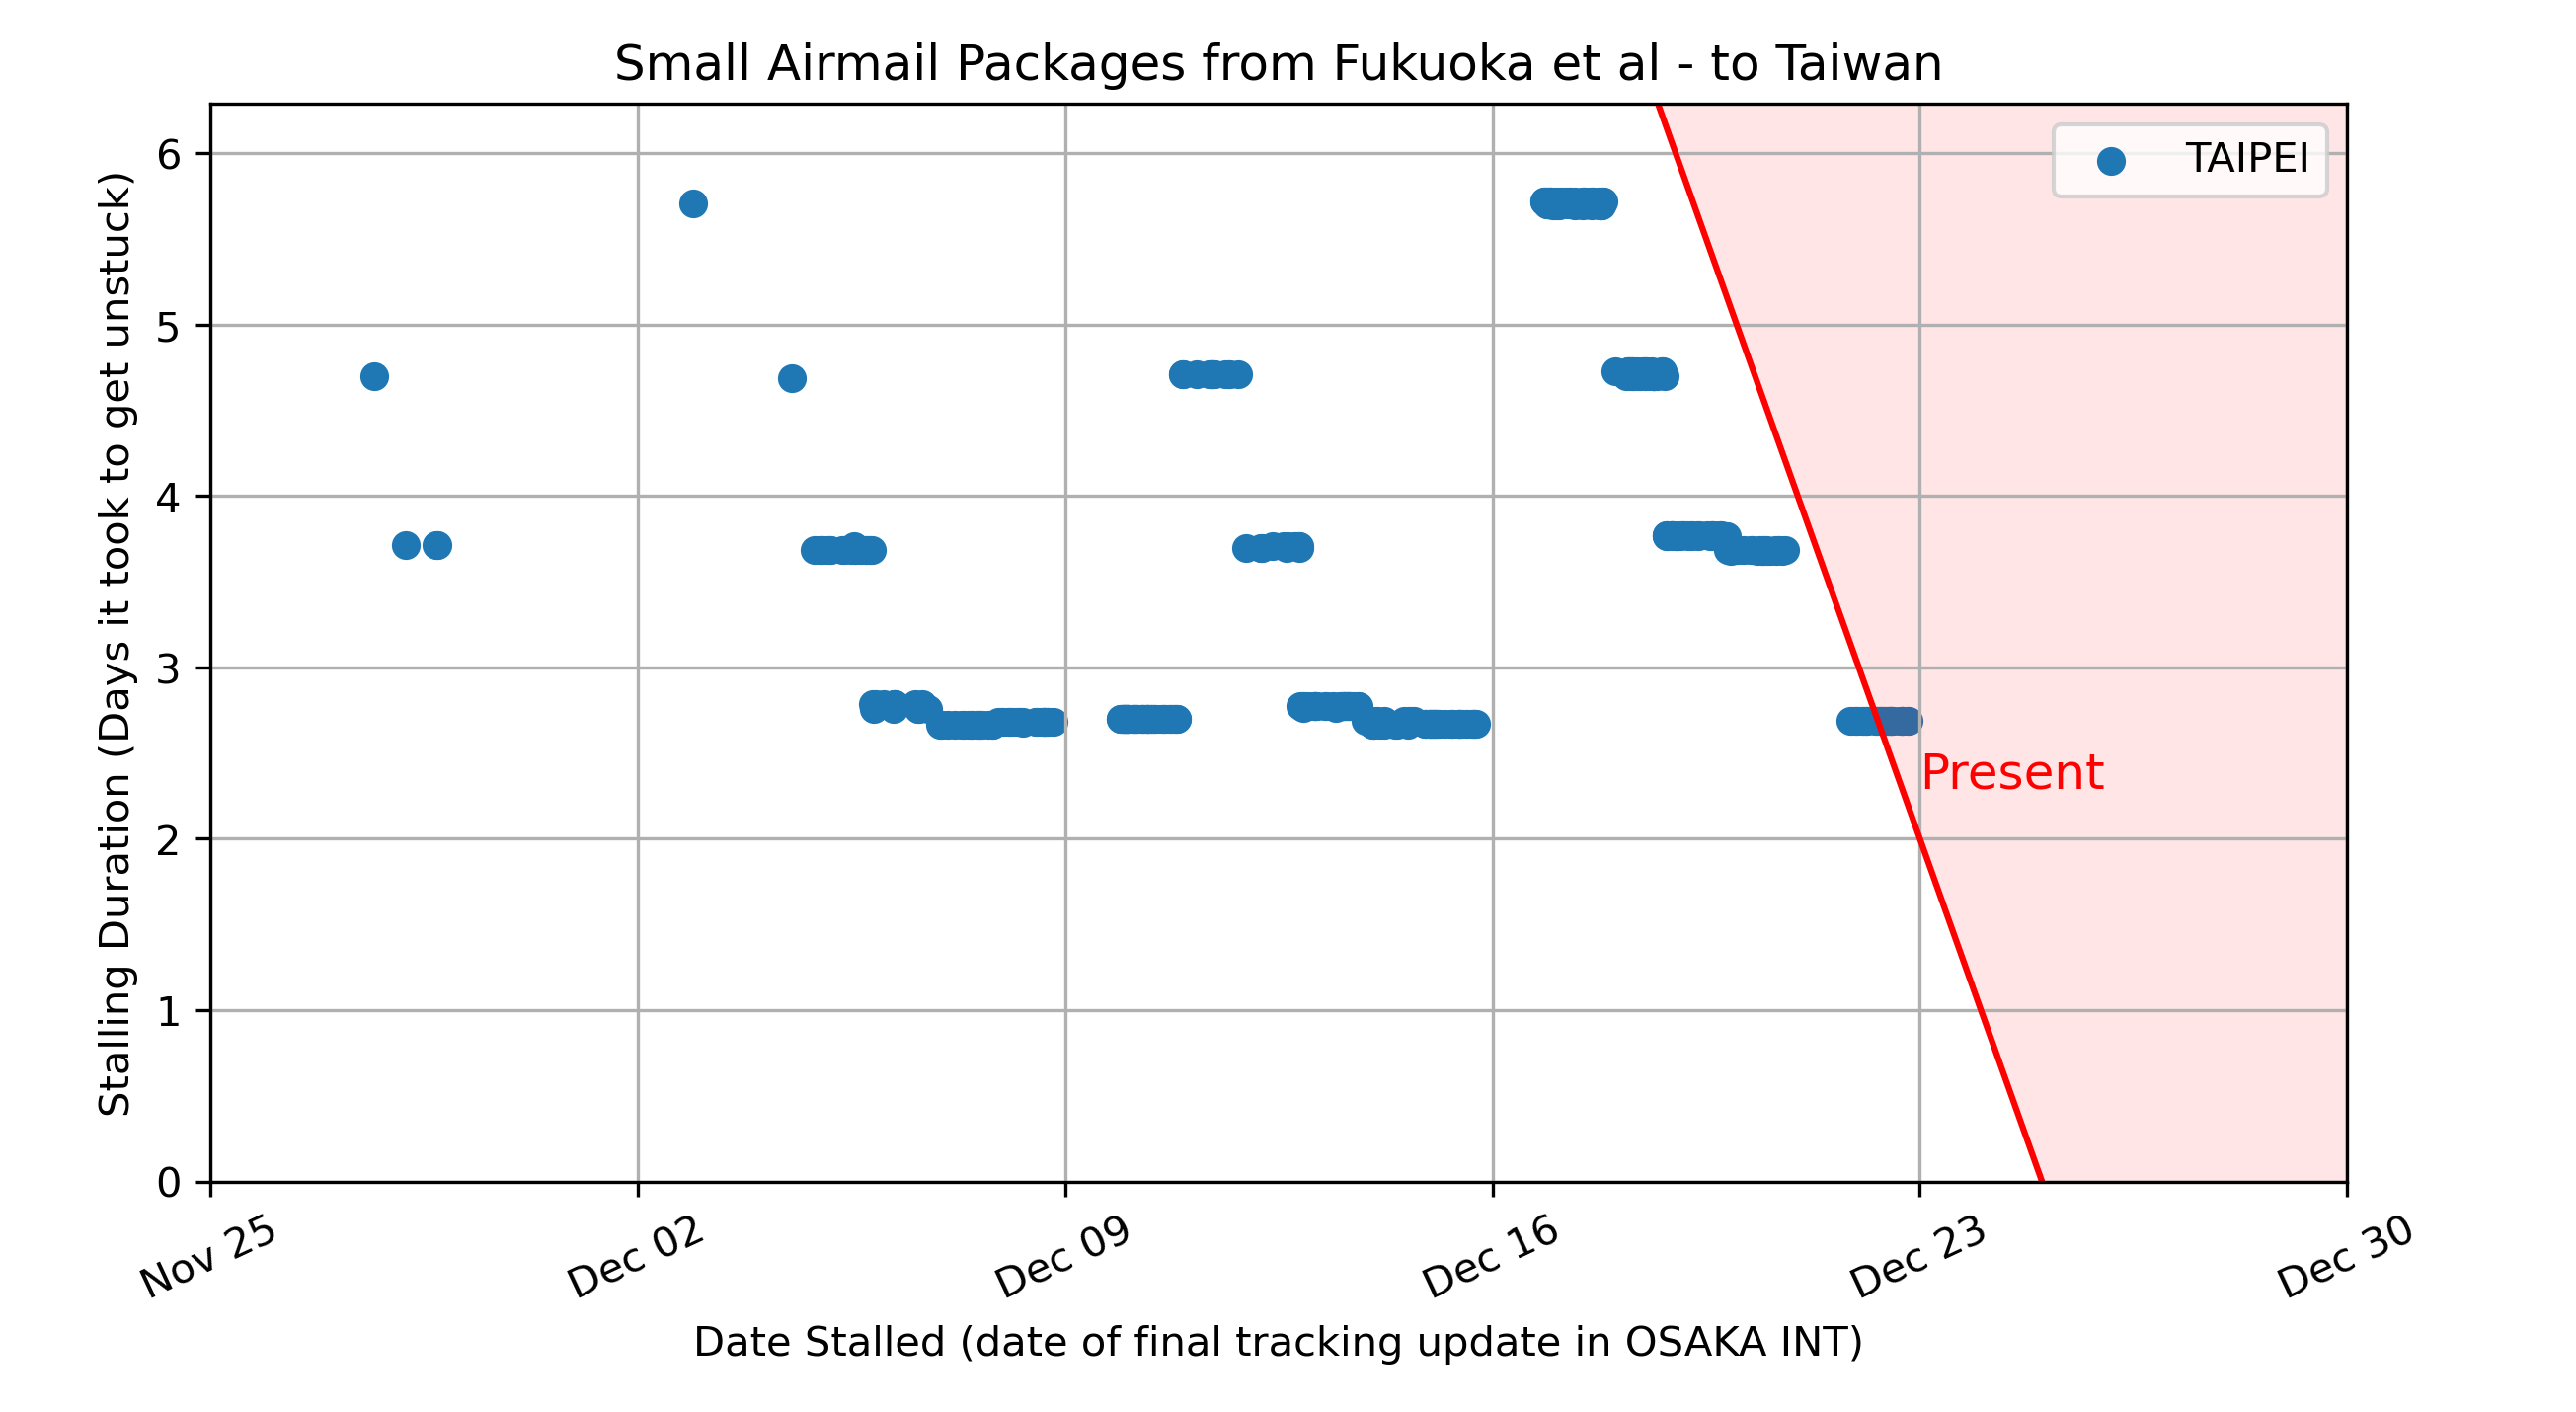 Small Airmail Packages from Fukuoka et al - to Taiwan
Stalling Duration (Days it took to get unstuck)
6
5
4
3
2
1
0
TAIPEI
Present
Nov 25
Dec 02
Dec 09
Dec 16
Dec 23
Dec 30
Date Stalled (date of final tracking update in OSAKA INT)